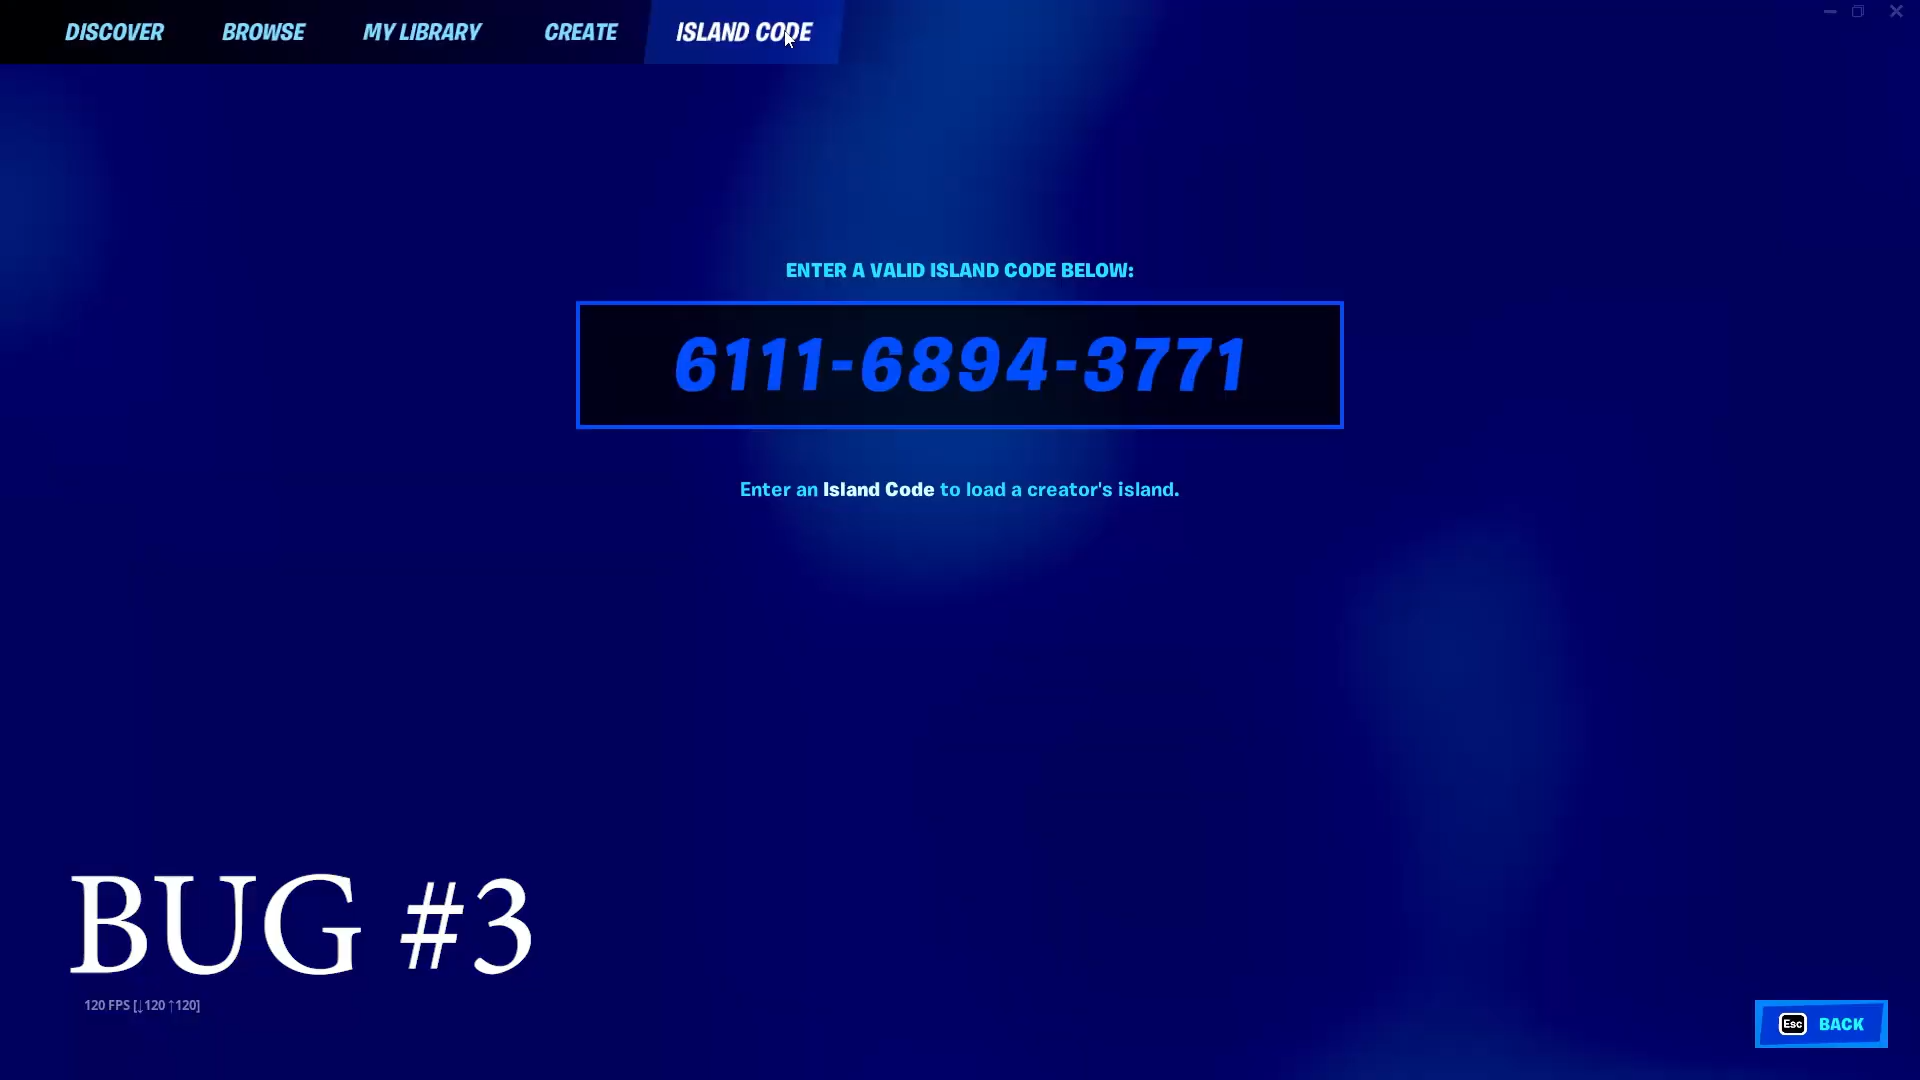 DISCOVER BROWSE MY LIBRARY CREATE ISLAND CODE
ENTER A VALID ISLAND CODE BELOW:
6111-6894-3771
Enter an Island Code to load a creator's island.
BUG #3
120 FPS [↓120 ↑120]
Esc BACK